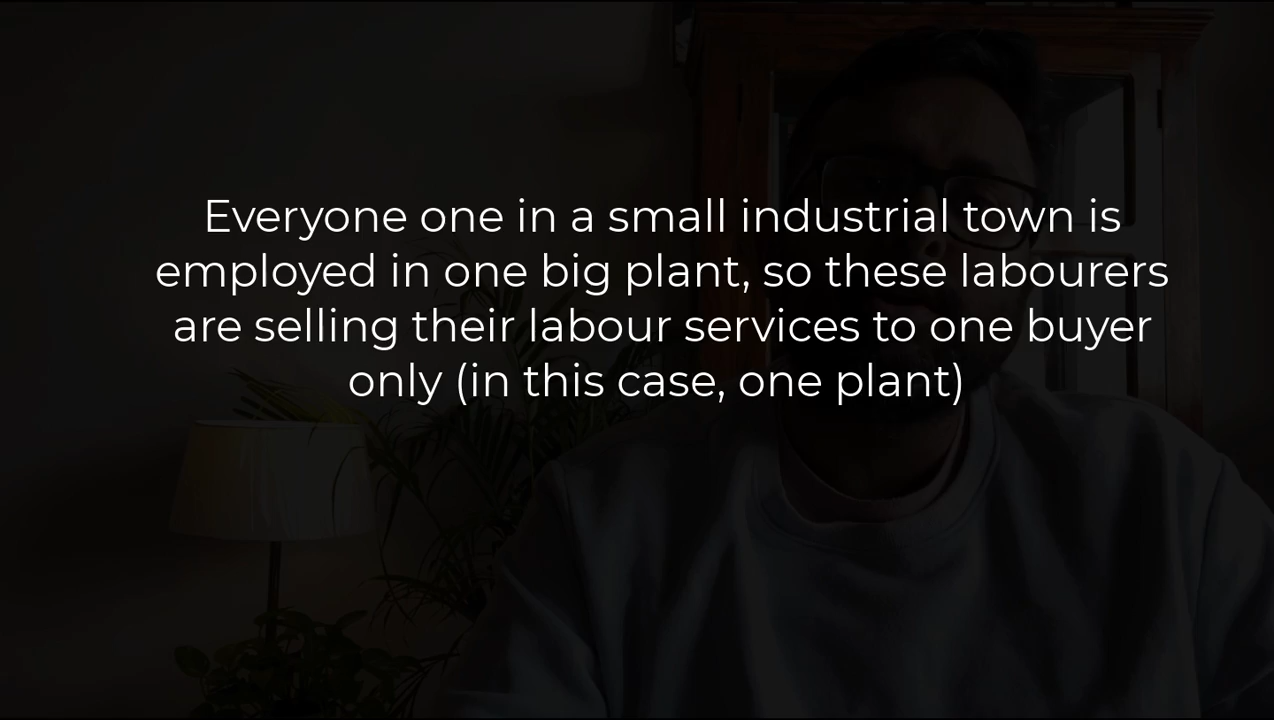 Everyone one in a small industrial town is
employed in one big plant, so these labourers
are selling their labour services to one buyer
only (in this case, one plant)